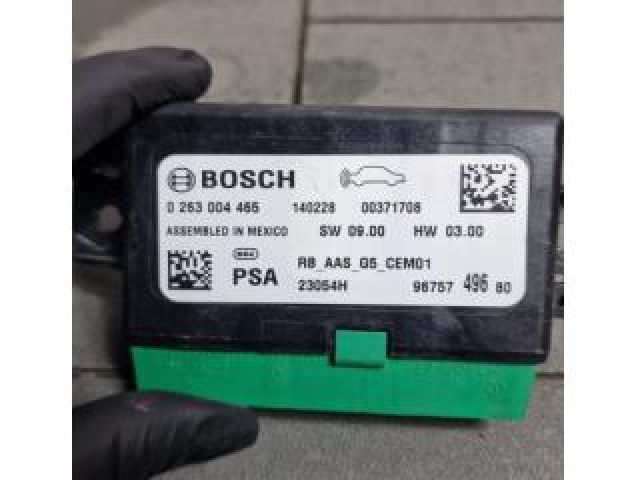 BOSCH
0 263 004 465 140228 00371708
ASSEMBLED IN MEXICO SW 09.00 HW 03.00
PSA R8_AAS_G5_CEM01
23054H 96757 496 80